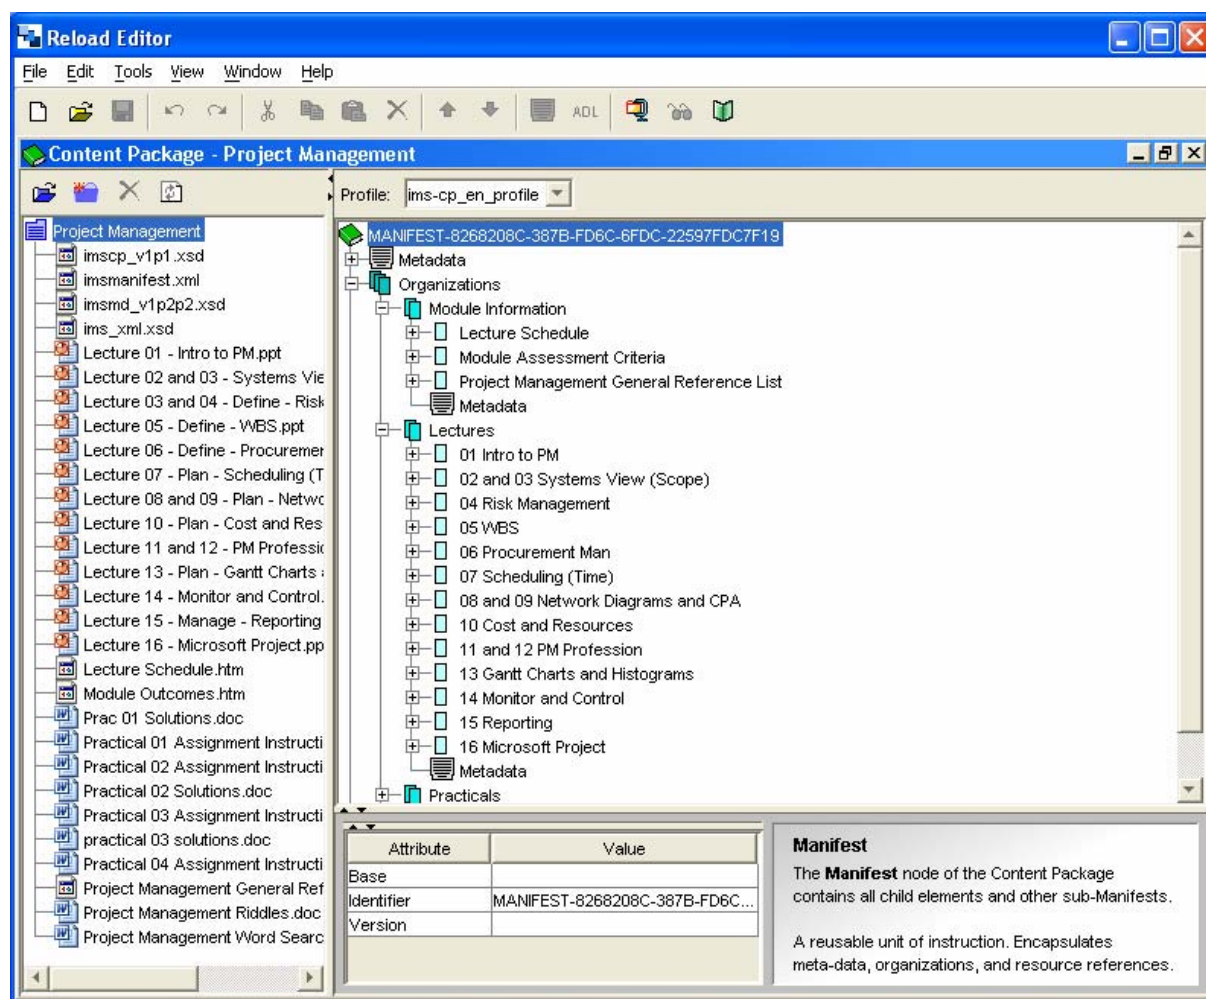 Reload Editor
File Edit Tools View Window Help
ADL
Content Package - Project Management
Profile: ims-cp_en_profile
Project Management
imscp_v1p1.xsd
imsmanifest.xml
imsmd_v1p2p2.xsd
ims_xml.xsd
Lecture 01 - Intro to PM.ppt
Lecture 02 and 03 - Systems Vie
Lecture 03 and 04 - Define - Risk
Lecture 05 - Define - WBS.ppt
Lecture 06 - Define - Procuremer
Lecture 07 - Plan - Scheduling (T
Lecture 08 and 09 - Plan - Netwo
Lecture 10 - Plan - Cost and Res
Lecture 11 and 12 - PM Professio
Lecture 13 - Plan - Gantt Charts
Lecture 14 - Monitor and Control.
Lecture 15 - Manage - Reporting
Lecture 16 - Microsoft Project.pp
Lecture Schedule.htm
Module Outcomes.htm
Prac 01 Solutions.doc
Practical 01 Assignment Instructi
Practical 02 Assignment Instructi
Practical 02 Solutions.doc
Practical 03 Assignment Instructi
practical 03 solutions.doc
Practical 04 Assignment Instructi
Project Management General Ref
Project Management Riddles.doc
Project Management Word Searc
MANIFEST-8268208C-387B-FD6C-6FDC-22597FDC7F19
Metadata
Organizations
Module Information
Lecture Schedule
Module Assessment Criteria
Project Management General Reference List
Metadata
Lectures
01 Intro to PM
02 and 03 Systems View (Scope)
04 Risk Management
05 WBS
06 Procurement Man
07 Scheduling (Time)
08 and 09 Network Diagrams and CPA
10 Cost and Resources
11 and 12 PM Profession
13 Gantt Charts and Histograms
14 Monitor and Control
15 Reporting
16 Microsoft Project
Metadata
Practicals
Attribute Value
Base
Identifier MANIFEST-8268208C-387B-FD6C...
Version
Manifest
The Manifest node of the Content Package
contains all child elements and other sub-Manifests.
A reusable unit of instruction. Encapsulates
meta-data, organizations, and resource references.